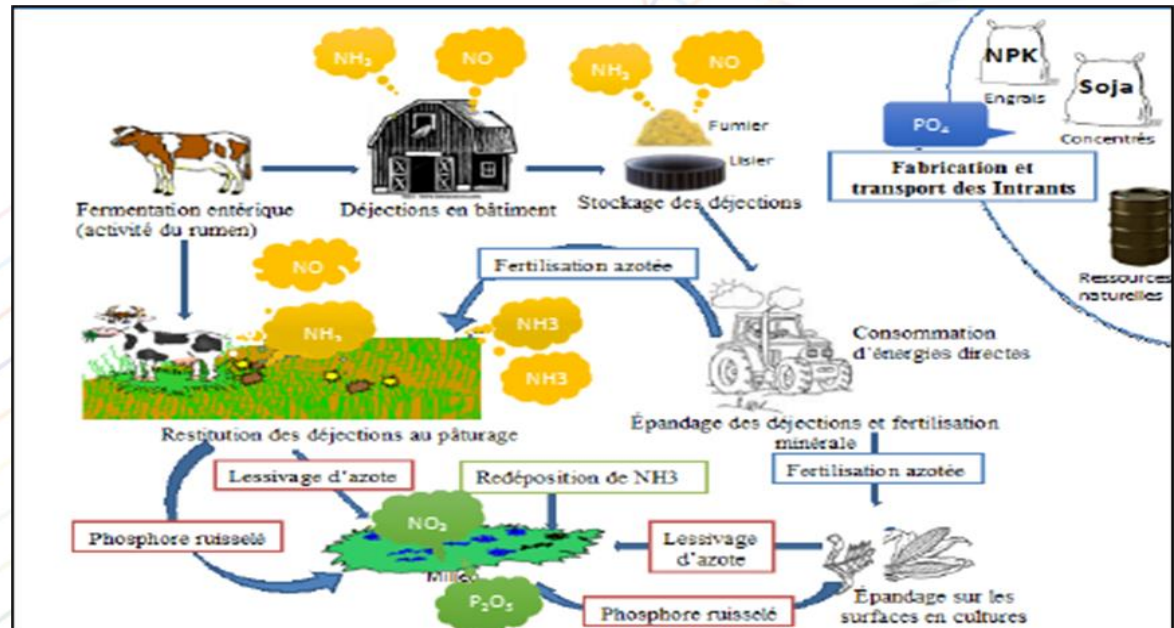 NH₃
NO
NH₃
NO
NPK
Engrais
Soja
Concentrés
PO₄
Fumier
Lisier
Fabrication et
transport des Intrants
Fermentation entérique
(activité du rumen)
Déjections en bâtiment
Stockage des déjections
Ressources
naturelles
NO
Fertilisation azotée
NH₃
NH3
NH3
Consommation
d'énergies directes
Restitution des déjections au pâturage
Épandage des déjections et fertilisation
minérale
Lessivage d'azote
Redéposition de NH3
Fertilisation azotée
Phosphore ruisselé
NO₃
Lessivage
d'azote
P₂O₅
Phosphore ruisselé
Épandage sur les
surfaces en cultures